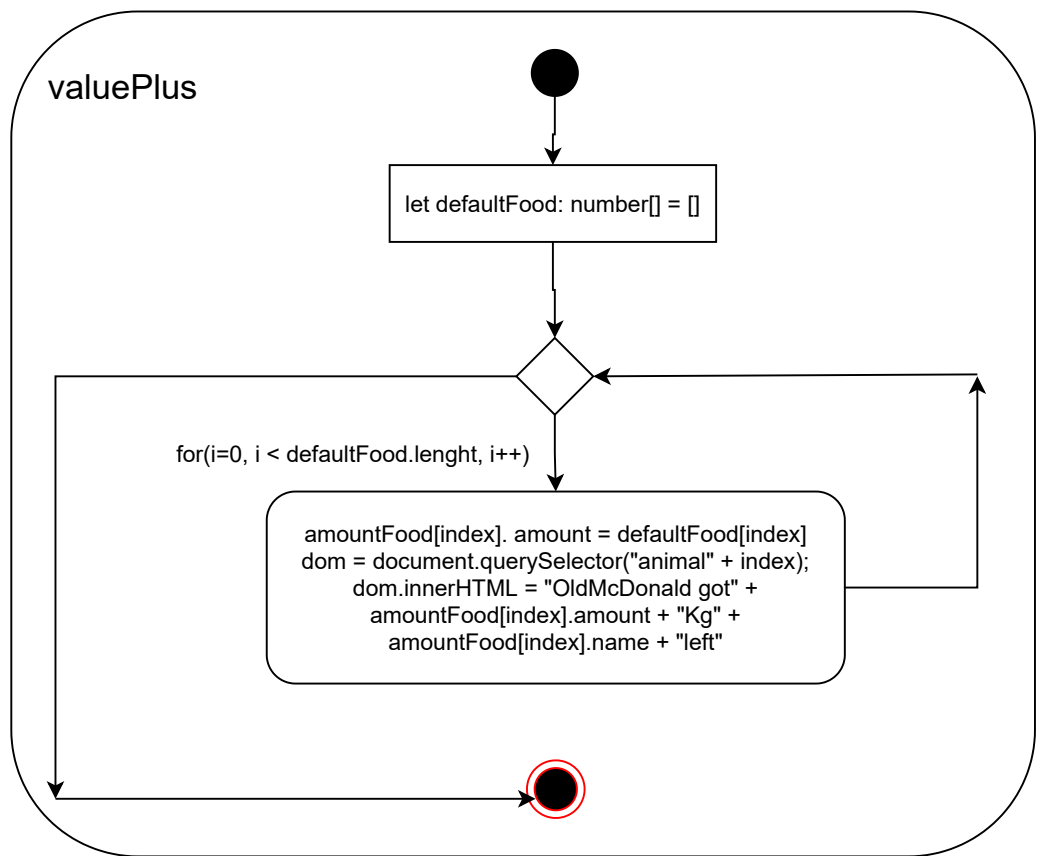 valuePlus
let defaultFood: number[] = []
for(i=0, i < defaultFood.lenght, i++)
amountFood[index]. amount = defaultFood[index]
dom = document.querySelector("animal" + index);
dom.innerHTML = "OldMcDonald got" +
amountFood[index].amount + "Kg" +
amountFood[index].name + "left"